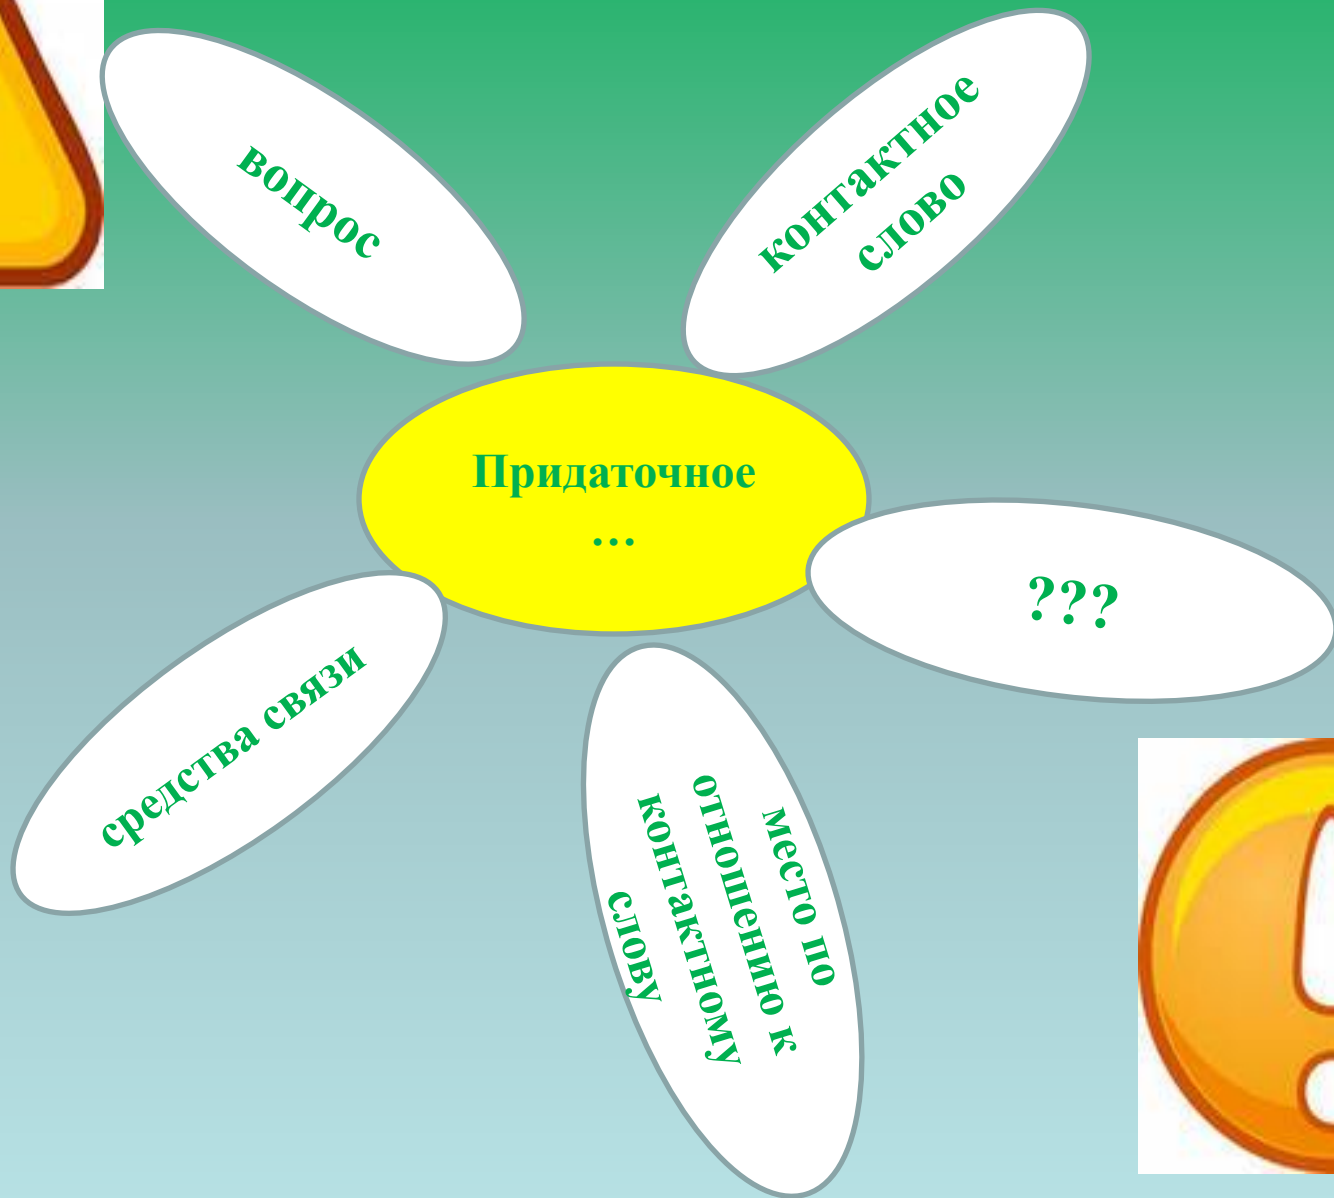 вопрос
контактное
слово
Придаточное
…
???
средства связи
место по
отношению к
контактному
слову